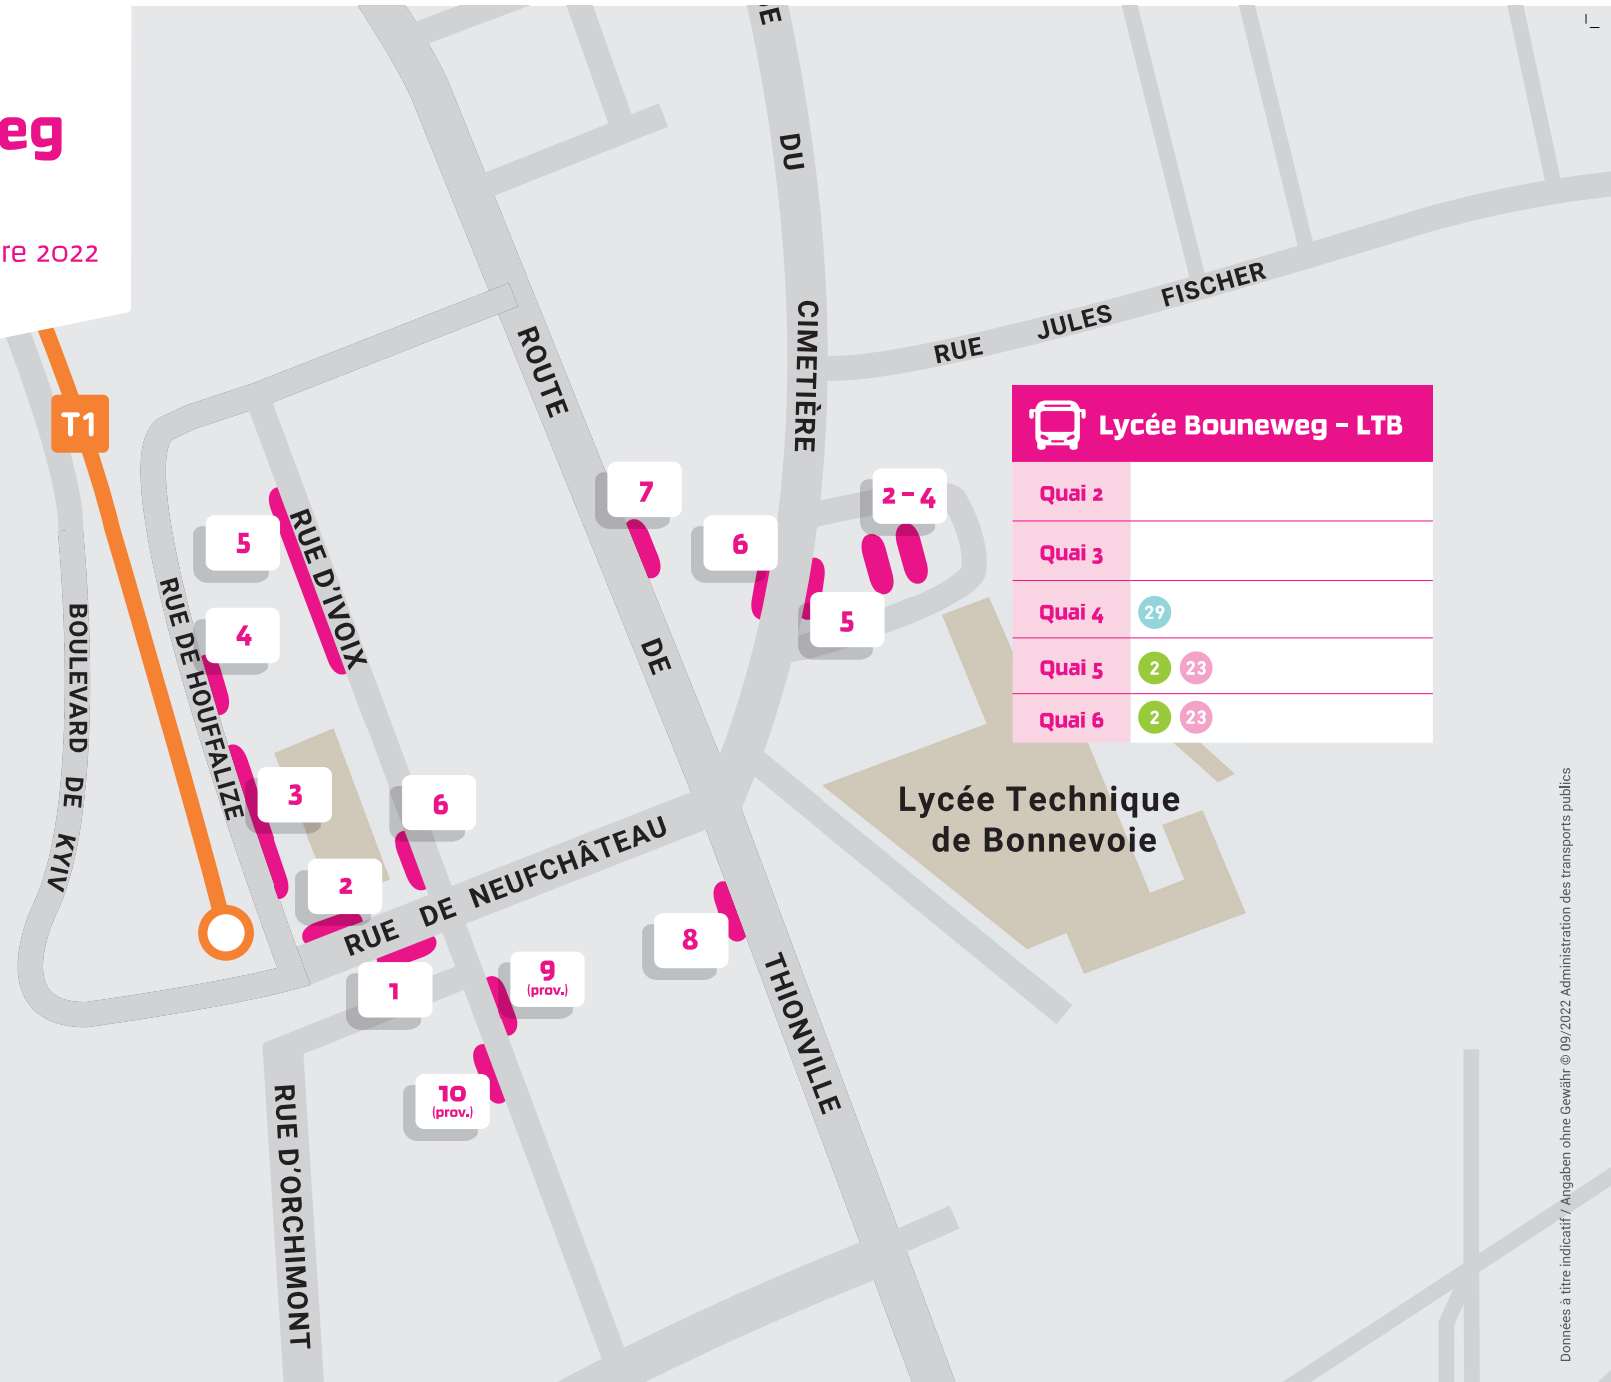 eg
re 2022
T1
BOULEVARD DE KYIV
RUE DE HOUFFALIZE
RUE D'IVOIX
ROUTE DE THIONVILLE
DU CIMETIÈRE
RUE JULES FISCHER
RUE DE NEUFCHÂTEAU
RUE D'ORCHIMONT
5
4
3
2
1
6
7
6
2-4
5
8
9
(prov.)
10
(prov.)
Lycée Bouneweg - LTB
Quai 2
Quai 3
Quai 4 29
Quai 5 2 23
Quai 6 2 23
Lycée Technique
de Bonnevoie
Données à titre indicatif / Angaben ohne Gewähr © 09/2022 Administration des transports publics